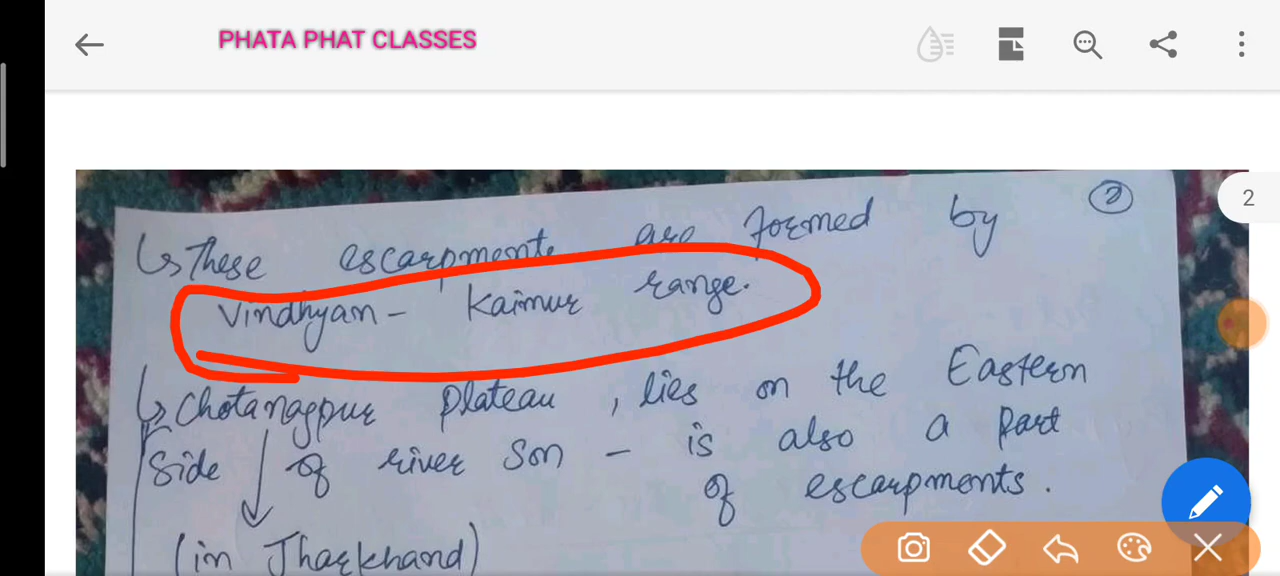 PHATA PHAT CLASSES
2
2
↳ These escarpments are formed by
Vindhyan - Kaimur range.
↳ Chotanagpur Plateau, lies on the Eastern
Side of river Son - is also a part
of escarpments.
(in Jharkhand)